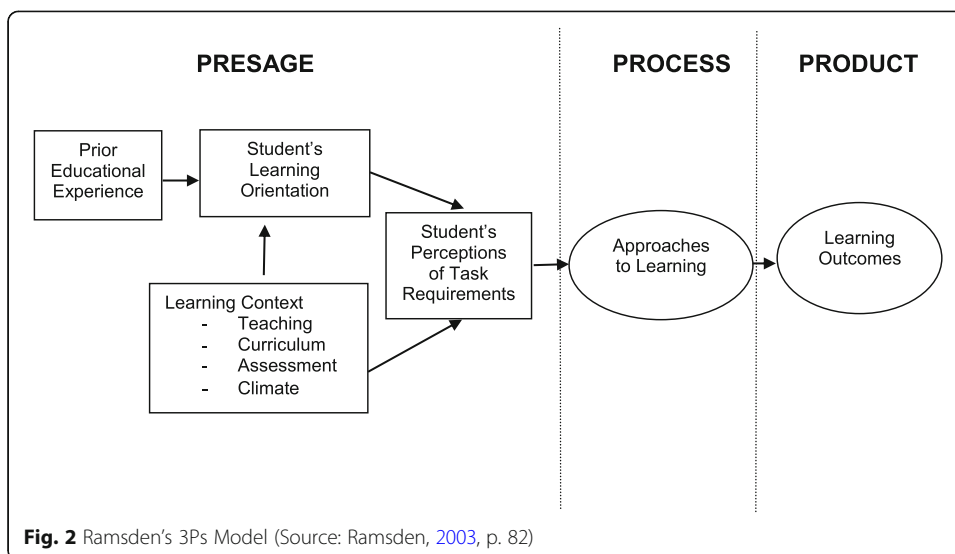 PRESAGE
PROCESS
PRODUCT
Prior
Educational
Experience
Student’s
Learning
Orientation
Student’s
Perceptions
of Task
Requirements
Approaches
to Learning
Learning
Outcomes
Learning Context
- Teaching
- Curriculum
- Assessment
- Climate
Fig. 2 Ramsden’s 3Ps Model (Source: Ramsden, 2003, p. 82)